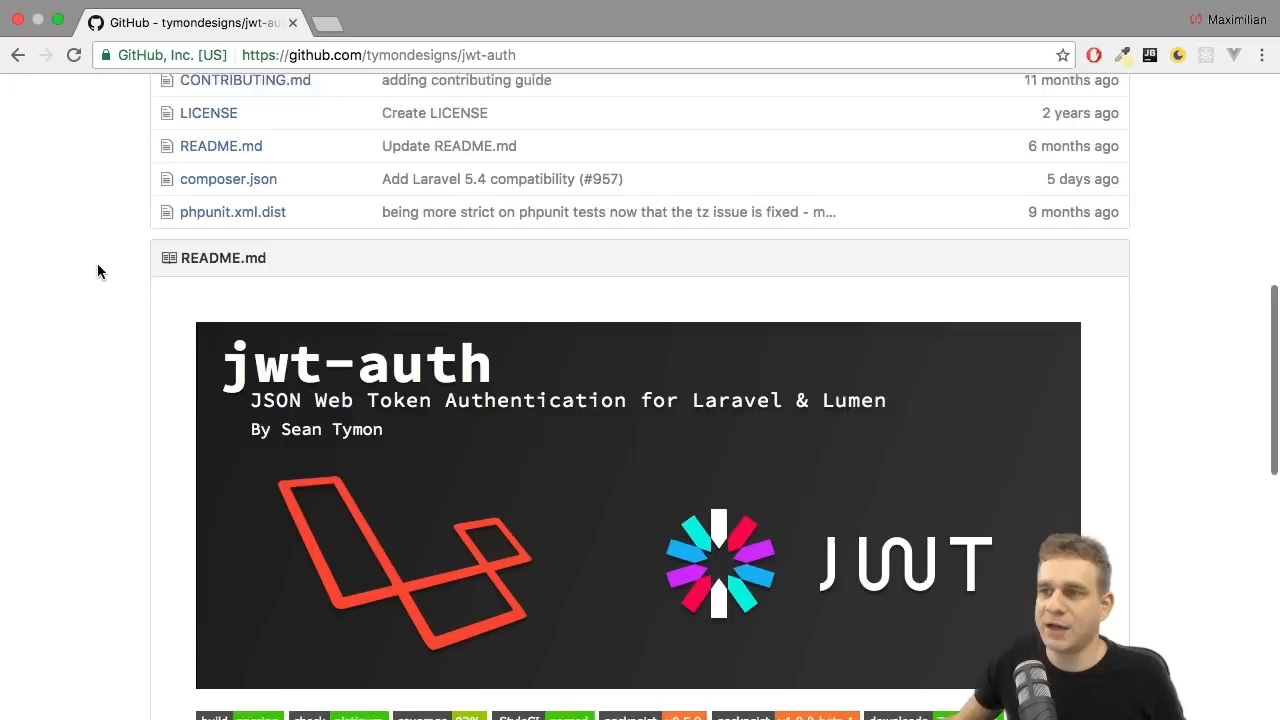 GitHub - tymondesigns/jwt-au
Maximilian
GitHub, Inc. [US]
https://github.com/tymondesigns/jwt-auth
JB
CONTRIBUTING.md adding contributing guide 11 months ago
LICENSE Create LICENSE 2 years ago
README.md Update README.md 6 months ago
composer.json Add Laravel 5.4 compatibility (#957) 5 days ago
phpunit.xml.dist being more strict on phpunit tests now that the tz issue is fixed - m... 9 months ago
README.md
jwt-auth
JSON Web Token Authentication for Laravel & Lumen
By Sean Tymon
JWT